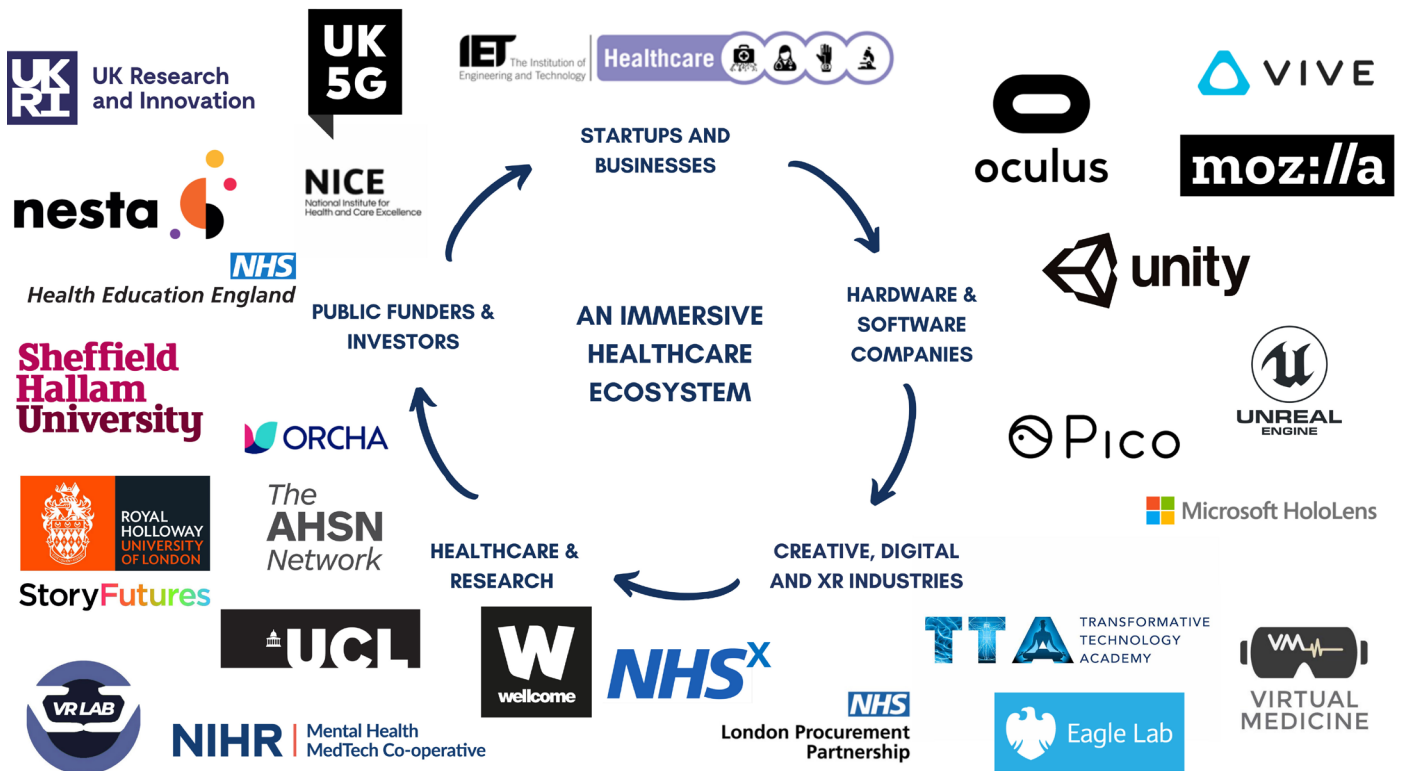 UK
RI
UK Research
and Innovation
UK
5G
IET
The Institution of
Engineering and Technology
Healthcare
VIVE
oculus
moz://a
STARTUPS AND
BUSINESSES
nesta
NICE
National Institute for
Health and Care Excellence
NHS
Health Education England
unity
PUBLIC FUNDERS &
INVESTORS
AN IMMERSIVE
HEALTHCARE
ECOSYSTEM
HARDWARE &
SOFTWARE
COMPANIES
Sheffield
Hallam
University
ORCHA
UNREAL
ENGINE
Pico
ROYAL
HOLLOWAY
UNIVERSITY
OF LONDON
StoryFutures
The
AHSN
Network
Microsoft HoloLens
HEALTHCARE &
RESEARCH
CREATIVE, DIGITAL
AND XR INDUSTRIES
UCL
W
wellcome
NHSX
TTA
TRANSFORMATIVE
TECHNOLOGY
ACADEMY
VM
VIRTUAL
MEDICINE
VR LAB
NIHR
Mental Health
MedTech Co-operative
NHS
London Procurement
Partnership
Eagle Lab